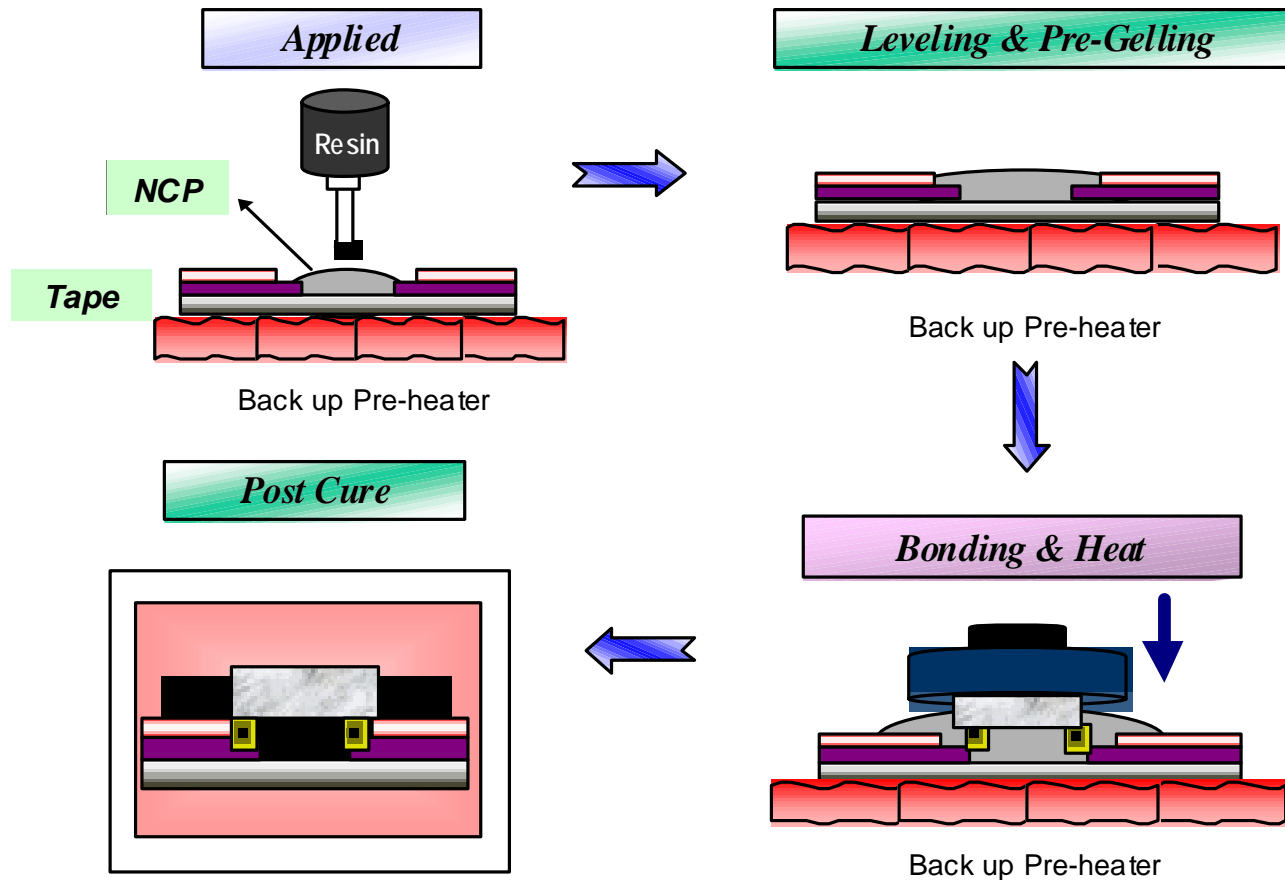 Applied
Leveling & Pre-Gelling
Resin
NCP
Tape
Back up Pre-heater
Back up Pre-heater
Post Cure
Bonding & Heat
Back up Pre-heater